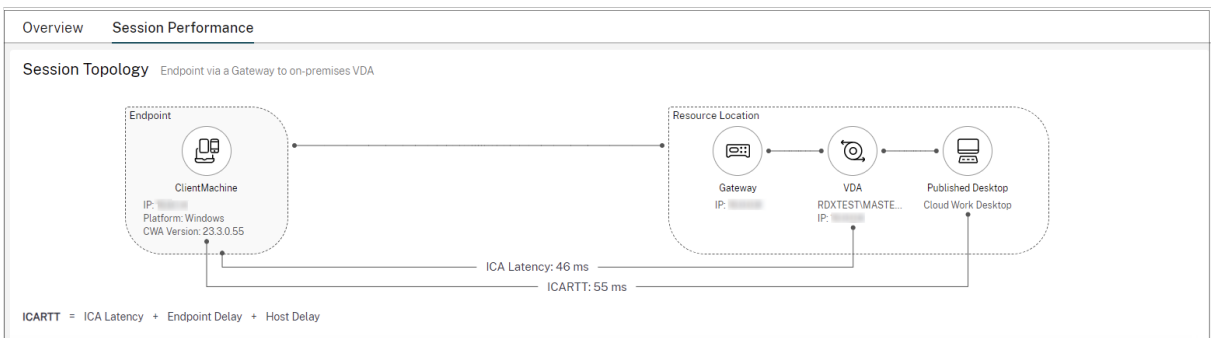 Overview Session Performance
Session Topology Endpoint via a Gateway to on-premises VDA
Endpoint
ClientMachine
IP:
Platform: Windows
CWA Version: 23.3.0.55
Resource Location
Gateway
IP:
VDA
RDXTEST\MASTE...
IP:
Published Desktop
Cloud Work Desktop
ICA Latency: 46 ms
ICARTT: 55 ms
ICARTT = ICA Latency + Endpoint Delay + Host Delay